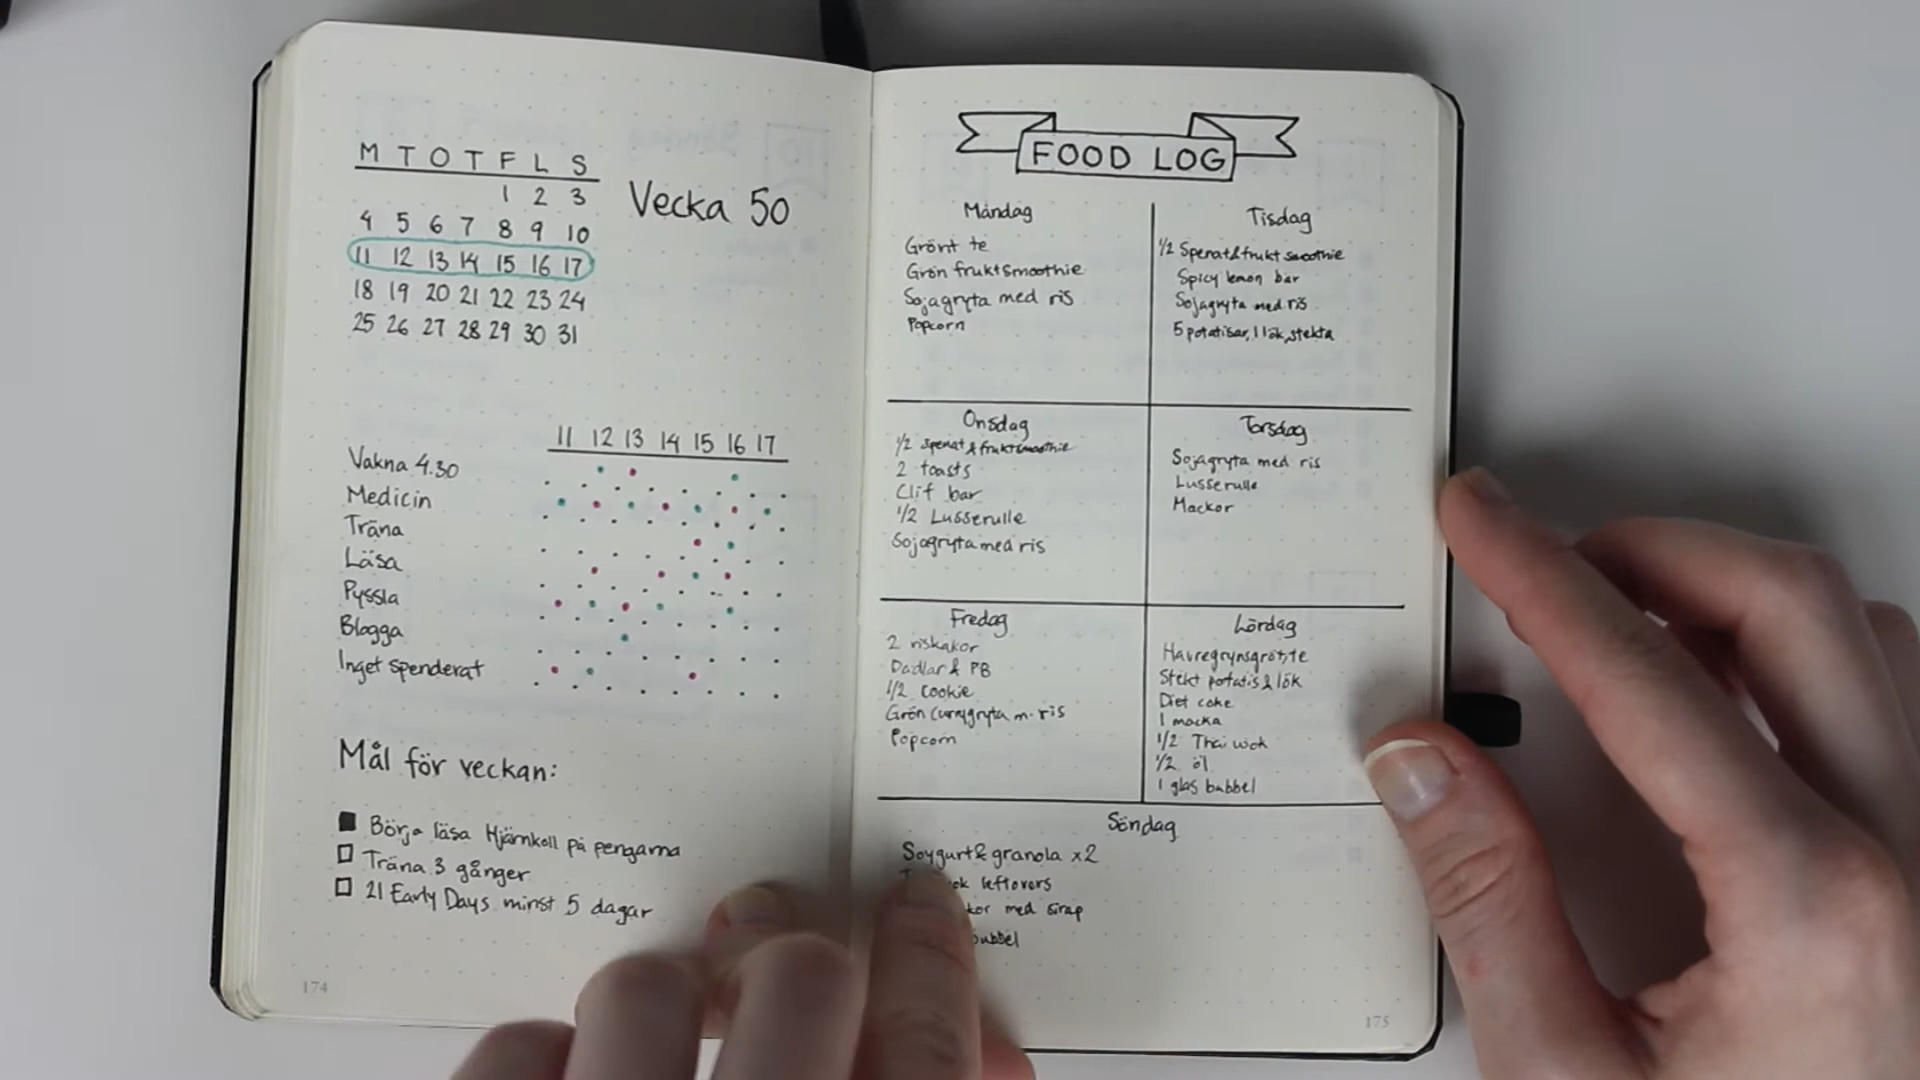 M T O T F L S
1 2 3
4 5 6 7 8 9 10
11 12 13 14 15 16 17
18 19 20 21 22 23 24
25 26 27 28 29 30 31
Vecka 50
11 12 13 14 15 16 17
Vakna 4.30
Medicin
Träna
Läsa
Pyssla
Blogga
Inget spenderat
Mål för veckan:
Börja läsa Hjärnkoll på pengarna
Träna 3 gånger
21 Early Days minst 5 dagar
174
FOOD LOG
Måndag
Grönt te
Grön fruktsmoothie
Sojagryta med ris
Popcorn
Tisdag
1/2 Spenat & frukt smoothie
Spicy lemon bar
Sojagryta med ris
5 potatisar, 1 lök, stekta
Onsdag
1/2 spenat & fruktsmoothie
2 toasts
Clif bar
1/2 Lusserulle
Sojagryta med ris
Torsdag
Sojagryta med ris
Lusserulle
Mackor
Fredag
2 riskakor
Dadlar & PB
1/2 cookie
Grön currygryta m. ris
Popcorn
Lördag
Havregrynsgröt, te
Stekt potatis & lök
Diet coke
1 macka
1/2 Thai wok
1/2 öl
1 glas bubbel
Söndag
Soygurt & granola x2
leftovers
med sirap
bubbel
175